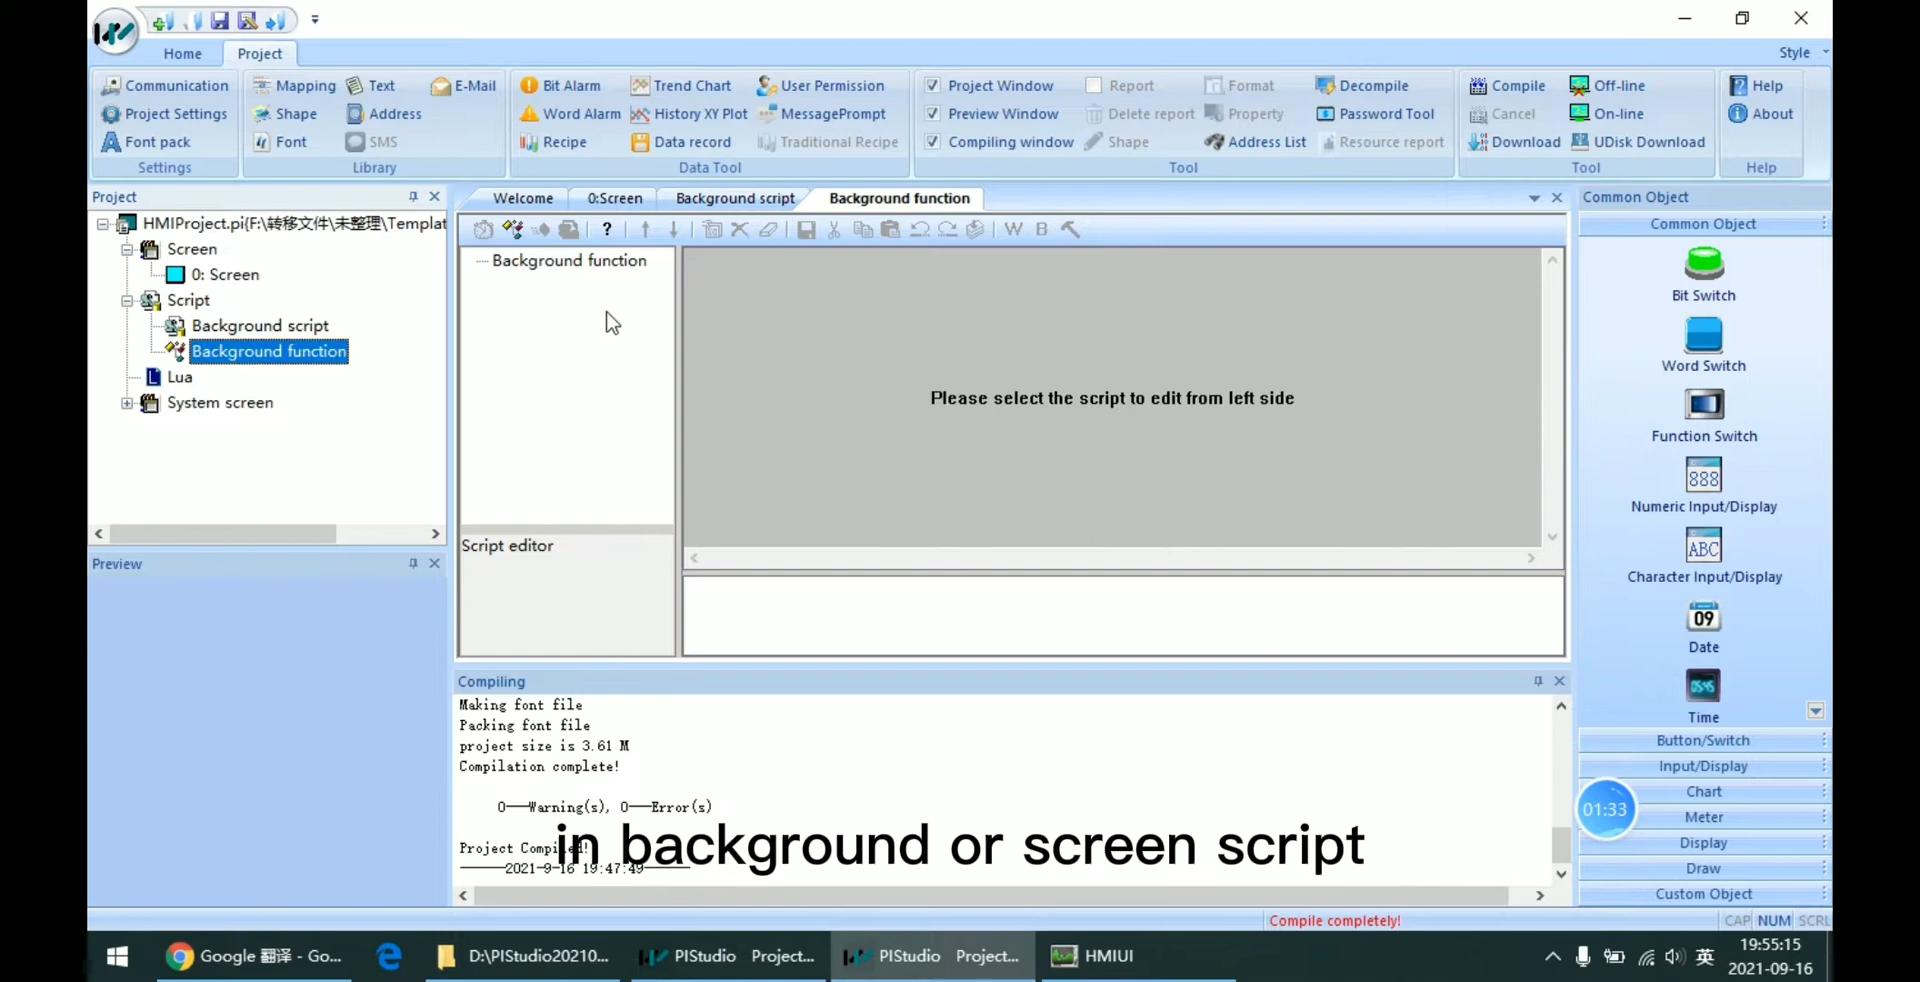 Home
Project
Style
Communication
Project Settings
Font pack
Settings
Mapping
Text
E-Mail
Shape
Address
Font
SMS
Library
Bit Alarm
Trend Chart
User Permission
Word Alarm
History XY Plot
MessagePrompt
Recipe
Data record
Traditional Recipe
Data Tool
Project Window
Report
Format
Decompile
Preview Window
Delete report
Property
Password Tool
Compiling window
Shape
Address List
Resource report
Tool
Compile
Off-line
Cancel
On-line
Download
UDisk Download
Tool
Help
About
Help
Project
HMIProject.pi{F:\转移文件\未整理\Templat
Screen
0: Screen
Script
Background script
Background function
Lua
System screen
Preview
Welcome
0:Screen
Background script
Background function
? W B
Background function
Please select the script to edit from left side
Script editor
Compiling
Making font file
Packing font file
project size is 3.61 M
Compilation complete!
0——Warning(s), 0——Error(s)
Project Compiled!
———2021-9-16 19:47:49———
in background or screen script
Common Object
Common Object
Bit Switch
Word Switch
Function Switch
888
Numeric Input/Display
ABC
Character Input/Display
09
Date
05:45
Time
Button/Switch
Input/Display
Chart
01:33
Meter
Display
Draw
Custom Object
Compile completely!
CAP NUM SCRL
Google 翻译 - Go...
D:\PIStudio20210...
PIStudio Project...
PIStudio Project...
HMIUI
英
19:55:15
2021-09-16